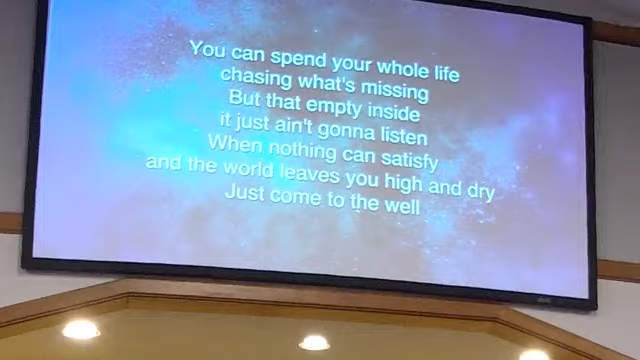 You can spend your whole life
chasing what's missing
But that empty inside
it just ain't gonna listen
When nothing can satisfy
and the world leaves you high and dry
Just come to the well